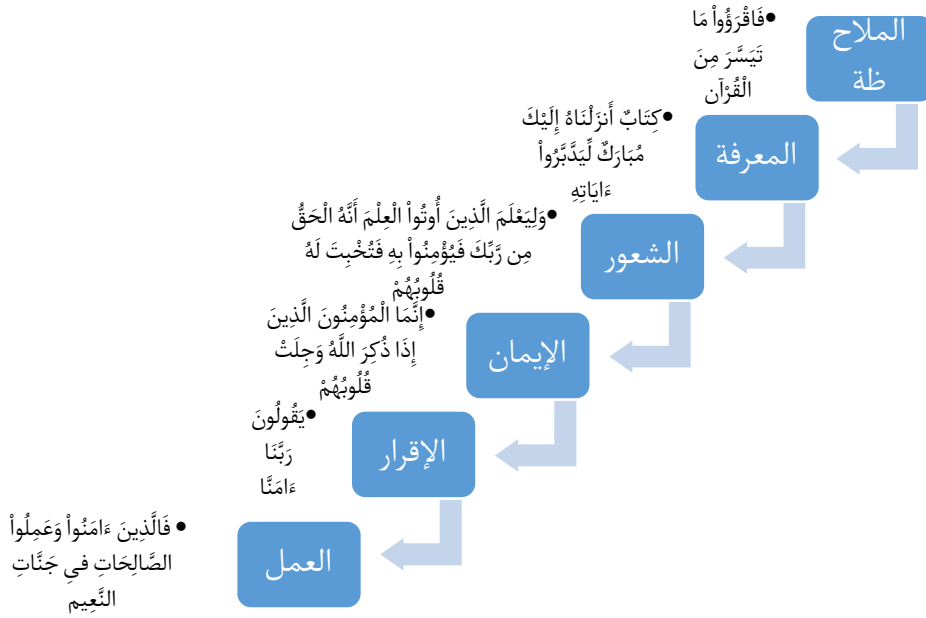 الملاح
ظة
•فَاقْرَؤُواْ مَا
تَيَسَّرَ مِنَ
الْقُرْآن
المعرفة
•كِتَابٌ أَنزَلْنَاهُ إِلَيْكَ
مُبَارَكٌ لِّيَدَّبَّرُواْ
ءَايَاتِهِ
الشعور
•وَلِيَعْلَمَ الَّذِينَ أُوتُواْ الْعِلْمَ أَنَّهُ الْحَقُّ
مِن رَّبِّكَ فَيُؤْمِنُواْ بِهِ فَتُخْبِتَ لَهُ
قُلُوبُهُمْ
الإيمان
•إِنَّمَا الْمُؤْمِنُونَ الَّذِينَ
إِذَا ذُكِرَ اللَّهُ وَجِلَتْ
قُلُوبُهُمْ
الإقرار
•يَقُولُونَ
رَبَّنَا
ءَامَنَّا
العمل
• فَالَّذِينَ ءَامَنُواْ وَعَمِلُواْ
الصَّالِحَاتِ فيِ جَنَّاتِ
النَّعِيم